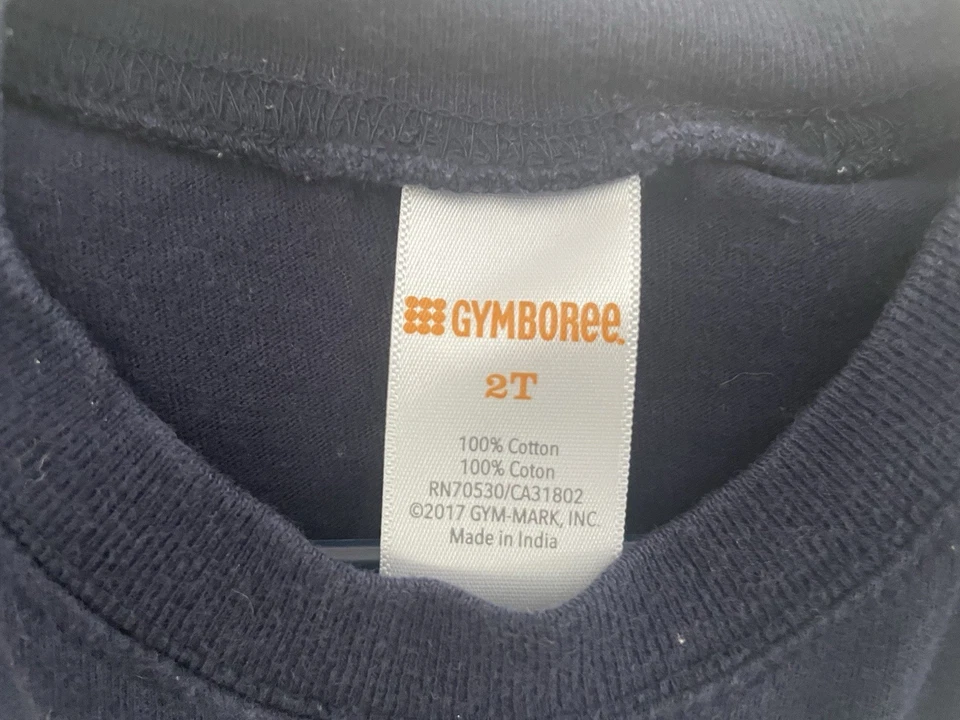 GYMBOREE
2T
100% Cotton
100% Coton
RN70530/CA31802
©2017 GYM-MARK, INC.
Made in India